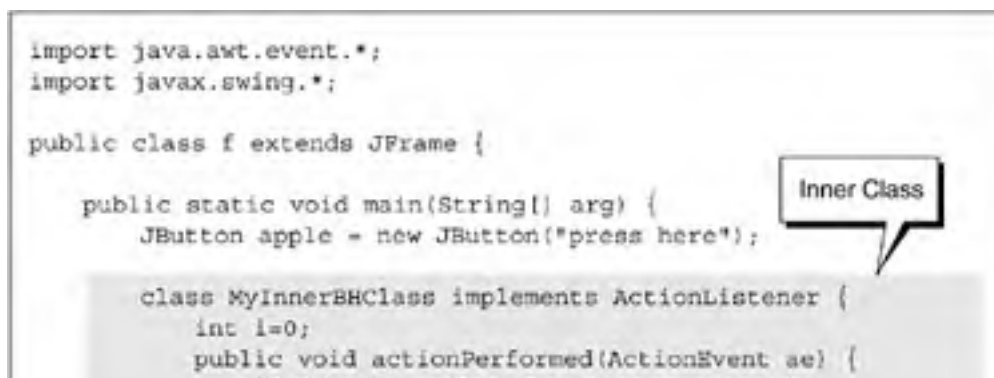 import java.awt.event.*;
import javax.swing.*;
public class f extends JFrame {
public static void main(String[] arg) {
JButton apple = new JButton("press here");
Inner Class
class MyInnerBHClass implements ActionListener {
int i=0;
public void actionPerformed(ActionEvent ae) {